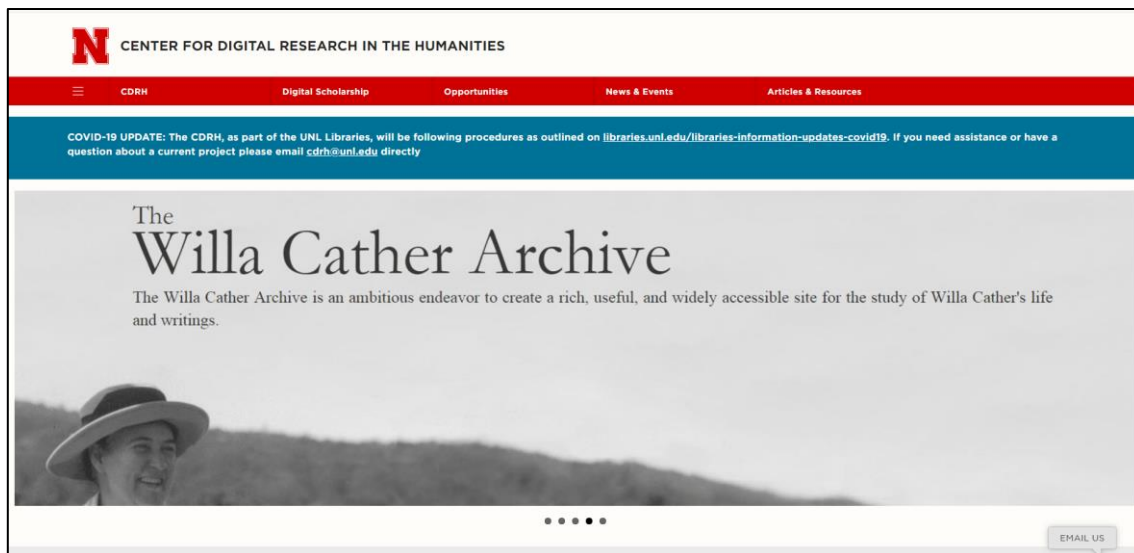 N CENTER FOR DIGITAL RESEARCH IN THE HUMANITIES
CDRH Digital Scholarship Opportunities News & Events Articles & Resources
COVID-19 UPDATE: The CDRH, as part of the UNL Libraries, will be following procedures as outlined on libraries.unl.edu/libraries-information-updates-covid19. If you need assistance or have a
question about a current project please email cdrh@unl.edu directly
The
Willa Cather Archive
The Willa Cather Archive is an ambitious endeavor to create a rich, useful, and widely accessible site for the study of Willa Cather's life
and writings.
EMAIL US